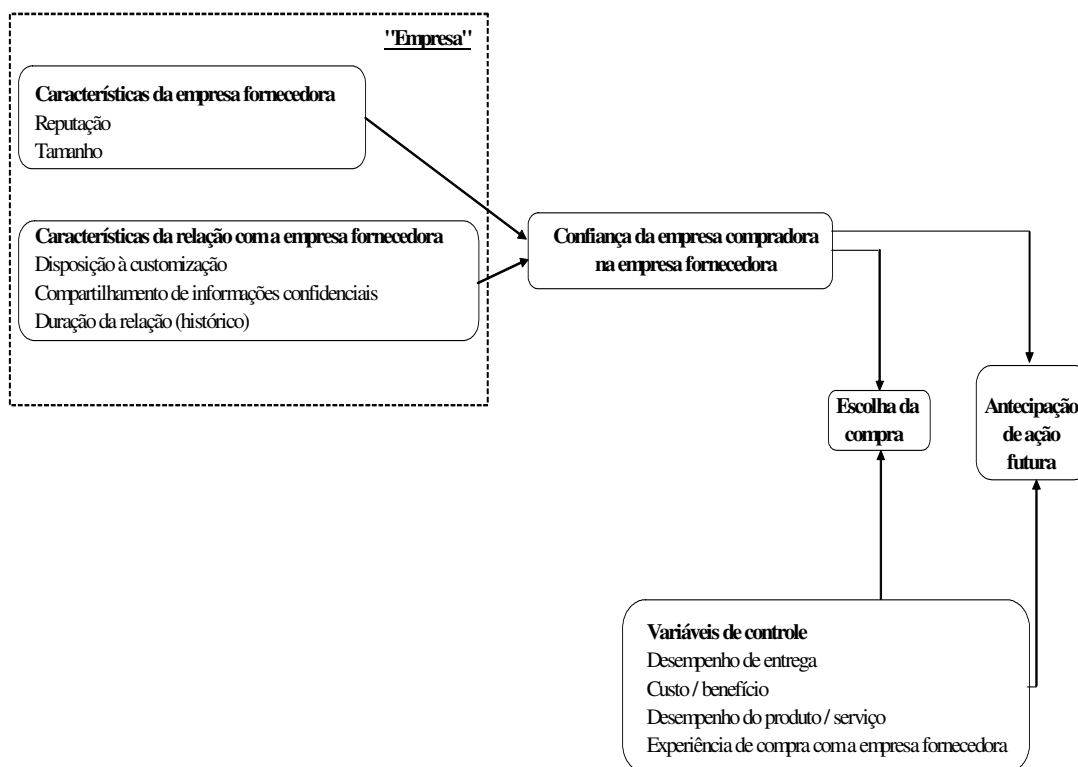 "Empresa"
Características da empresa fornecedora
Reputação
Tamanho
Características da relação com a empresa fornecedora
Disposição à customização
Compartilhamento de informações confidenciais
Duração da relação (histórico)
Confiança da empresa compradora
na empresa fornecedora
Escolha da
compra
Antecipação
de ação
futura
Variáveis de controle
Desempenho de entrega
Custo / benefício
Desempenho do produto / serviço
Experiência de compra com a empresa fornecedora